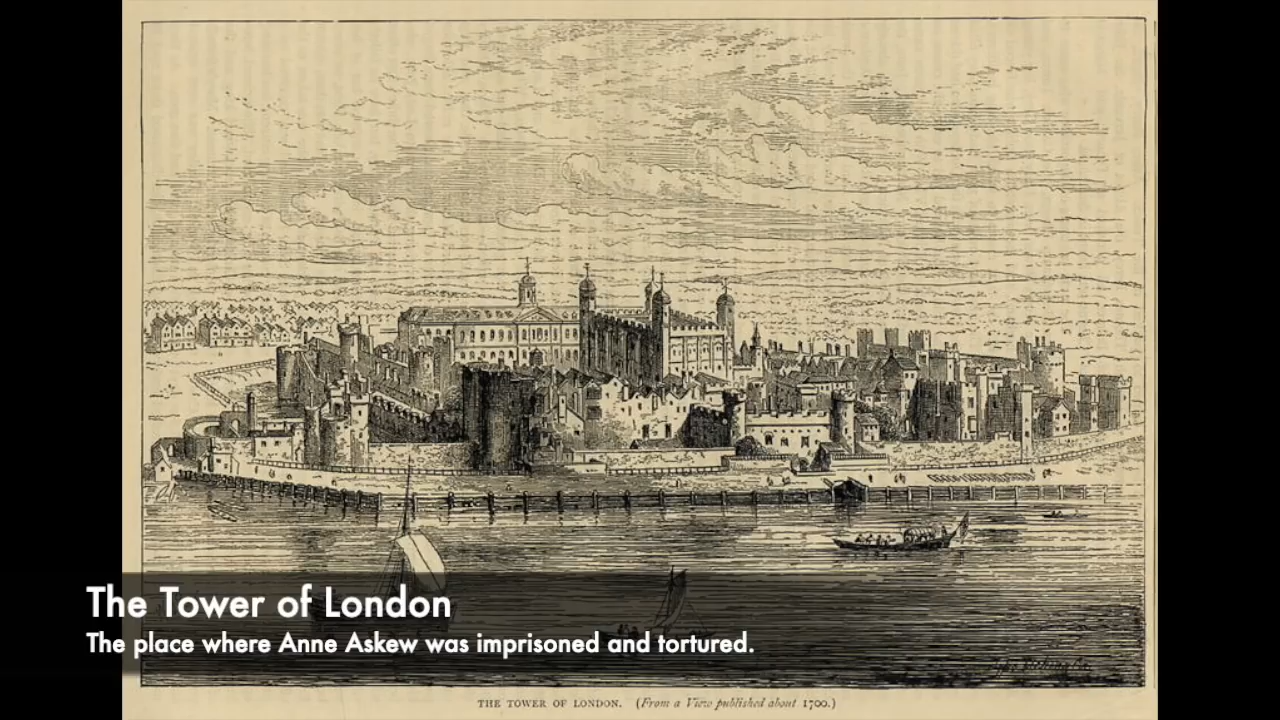 The Tower of London
The place where Anne Askew was imprisoned and tortured.
THE TOWER OF LONDON. (From a View published about 1700.)